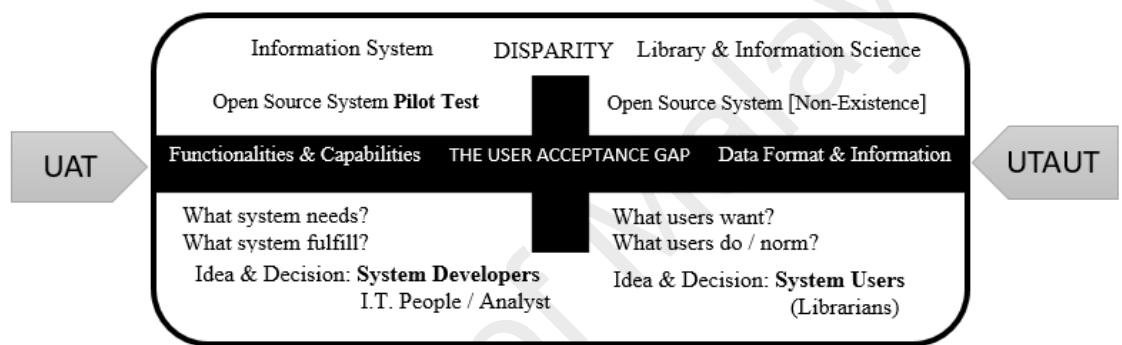 Information System DISPARITY Library & Information Science
Open Source System Pilot Test Open Source System [Non-Existence]
UAT
Functionalities & Capabilities THE USER ACCEPTANCE GAP Data Format & Information
UTAUT
What system needs?
What system fulfill?
Idea & Decision: System Developers
I.T. People / Analyst
What users want?
What users do / norm?
Idea & Decision: System Users
(Librarians)
of Malay